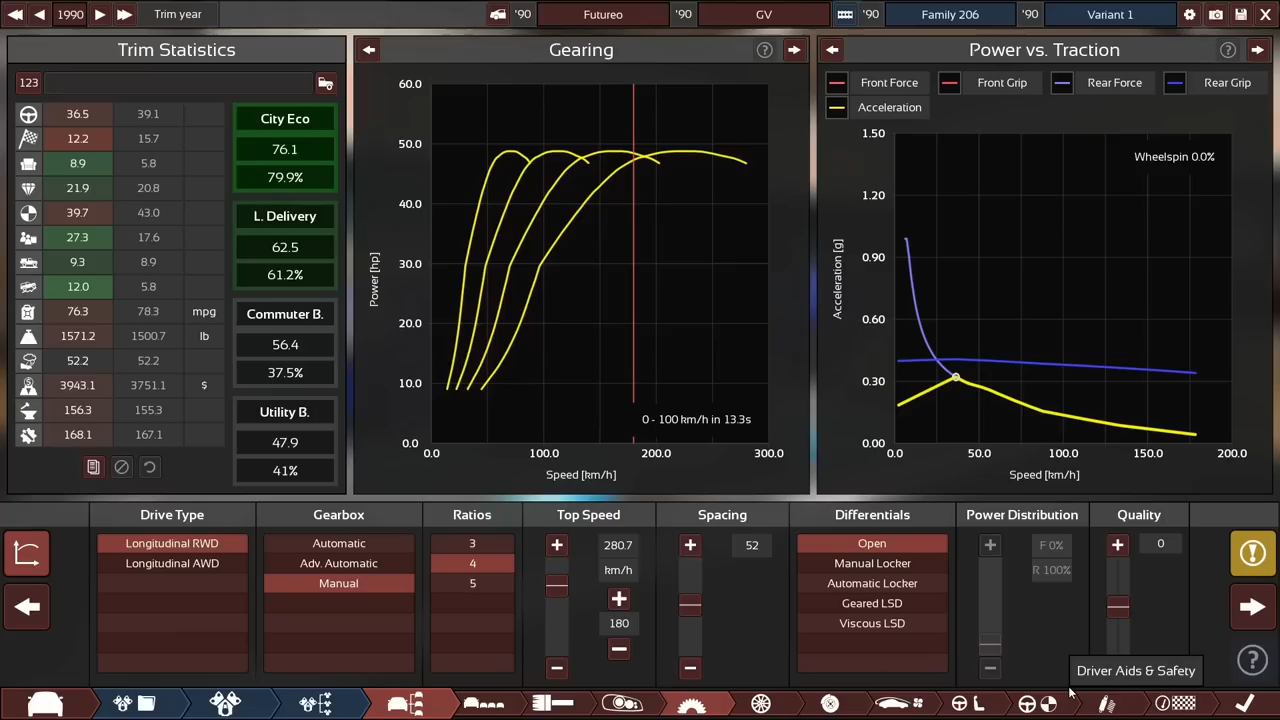 1990
Trim year
'90
Futureo
'90
GV
'90
Family 206
'90
Variant 1
Trim Statistics
123
36.5 39.1
12.2 15.7
8.9 5.8
21.9 20.8
39.7 43.0
27.3 17.6
9.3 8.9
12.0 5.8
76.3 78.3 mpg
1571.2 1500.7 lb
52.2 52.2
3943.1 3751.1 $
156.3 155.3
168.1 167.1
City Eco
76.1
79.9%
L. Delivery
62.5
61.2%
Commuter B.
56.4
37.5%
Utility B.
47.9
41%
Gearing
?
60.0
50.0
40.0
30.0
20.0
10.0
0.0
Power [hp]
0 - 100 km/h in 13.3s
0.0 100.0 200.0 300.0
Speed [km/h]
Power vs. Traction
?
Front Force
Front Grip
Rear Force
Rear Grip
Acceleration
Wheelspin 0.0%
1.50
1.20
0.90
0.60
0.30
0.00
Acceleration [g]
0.0 50.0 100.0 150.0 200.0
Speed [km/h]
Drive Type
Longitudinal RWD
Longitudinal AWD
Gearbox
Automatic
Adv. Automatic
Manual
Ratios
3
4
5
Top Speed
280.7
km/h
180
Spacing
52
Differentials
Open
Manual Locker
Automatic Locker
Geared LSD
Viscous LSD
Power Distribution
F 0%
R 100%
Quality
0
?
Driver Aids & Safety